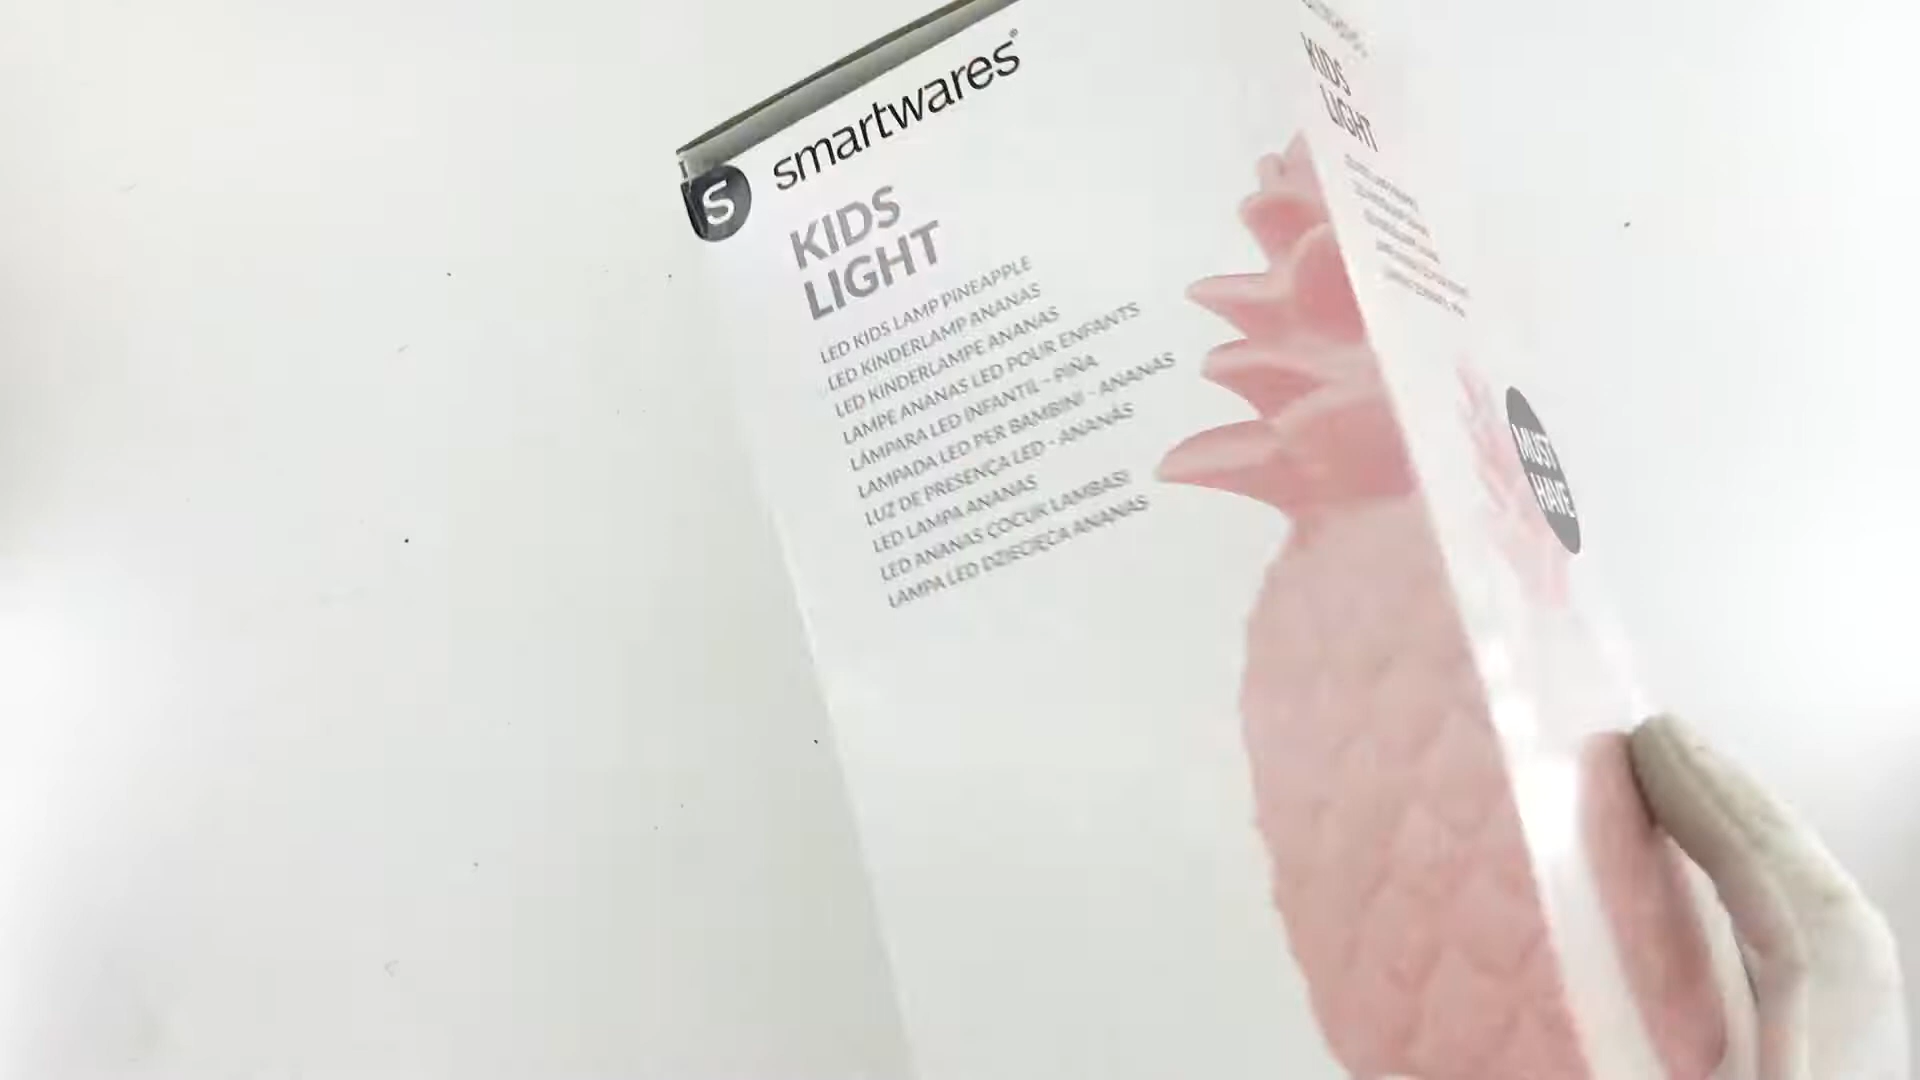 S smartwares®
KIDS
LIGHT
LED KIDS LAMP PINEAPPLE
LED KINDERLAMP ANANAS
LED KINDERLAMPE ANANAS
LAMPE ANANAS LED POUR ENFANTS
LÁMPARA LED INFANTIL - PIÑA
LAMPADA LED PER BAMBINI - ANANAS
LUZ DE PRESENÇA LED - ANANÁS
LED LAMPA ANANAS
LED ANANAS ÇOCUK LAMBASI
LAMPA LED DZIECIĘCA ANANAS
KIDS
LIGHT
MUST
HAVE